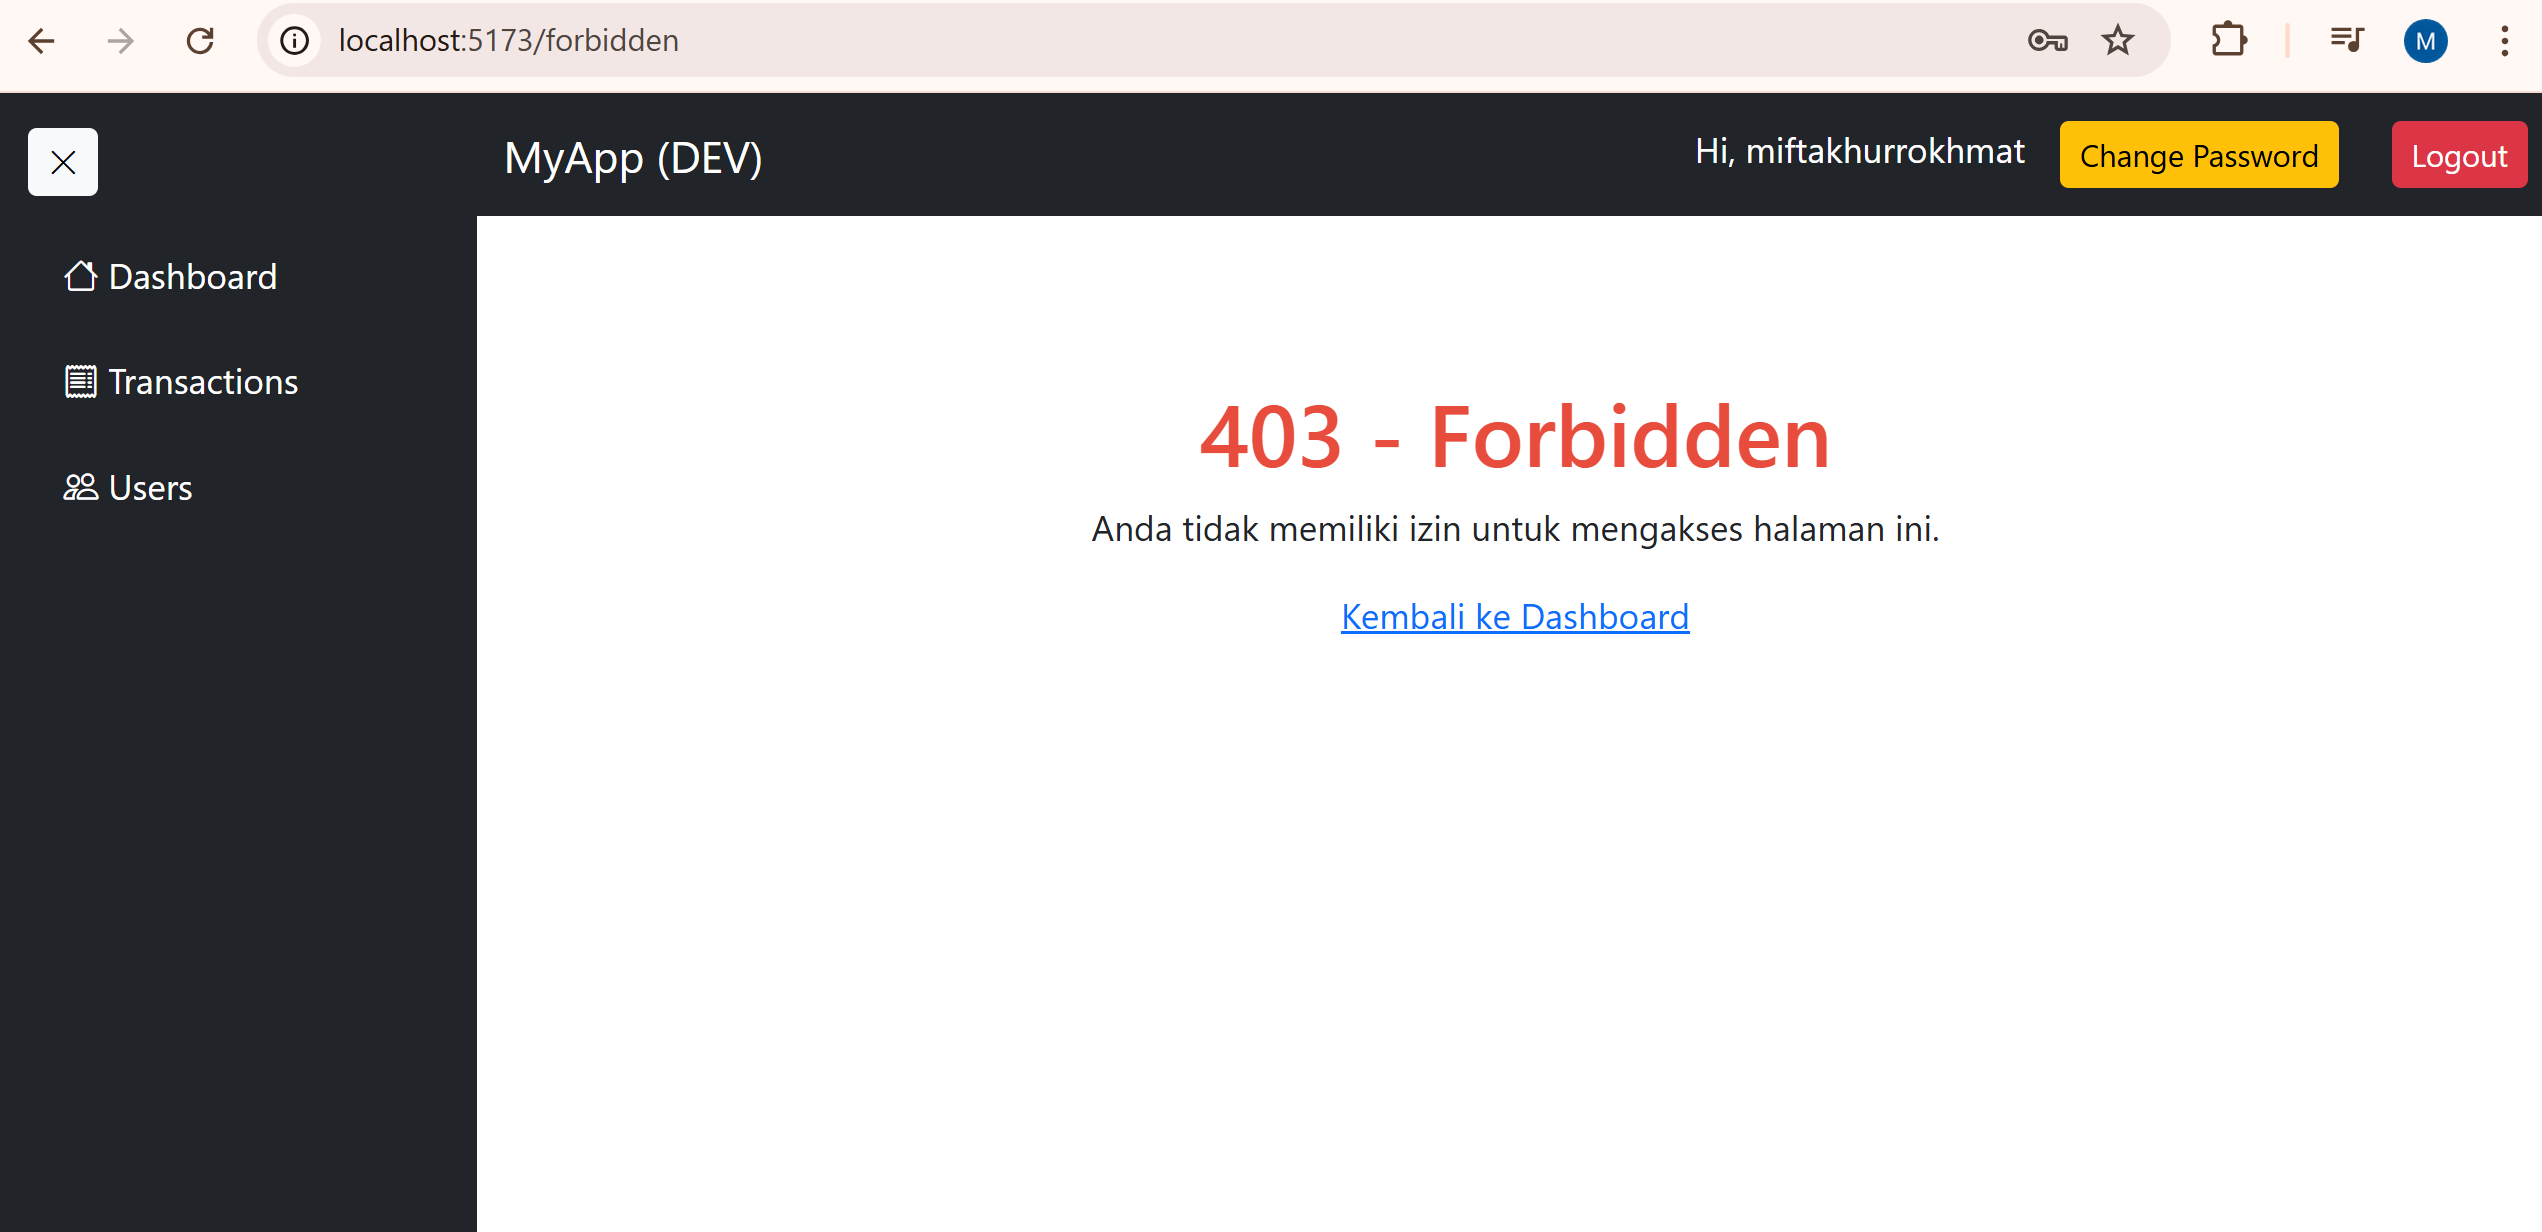 localhost:5173/forbidden
M
MyApp (DEV)
Hi, miftakhurrokhmat
Change Password
Logout
Dashboard
Transactions
Users
403 - Forbidden
Anda tidak memiliki izin untuk mengakses halaman ini.
Kembali ke Dashboard